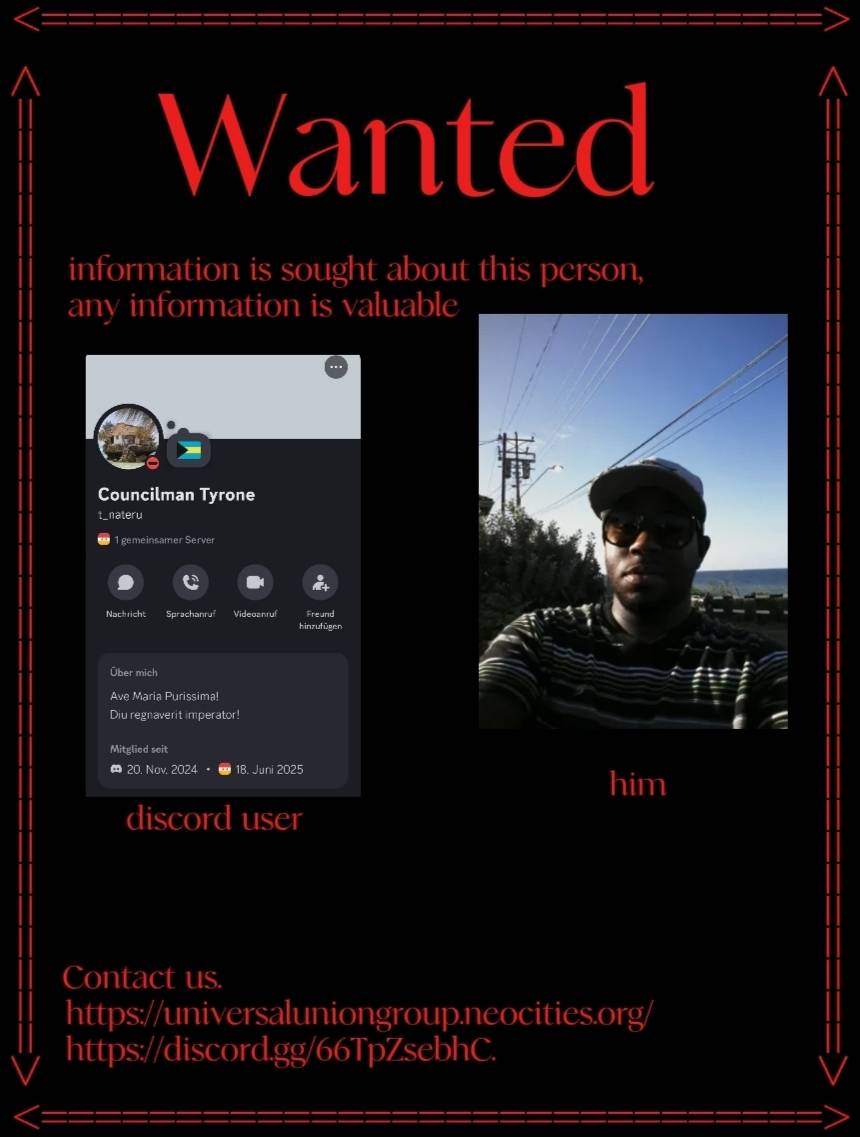 Wanted
information is sought about this person,
any information is valuable
Councilman Tyrone
t_nateru
1 gemeinsamer Server
Nachricht
Sprachanruf
Videoanruf
Freund
hinzufügen
Über mich
Ave Maria Purissima!
Diu regnaverit imperator!
Mitglied seit
20. Nov. 2024 • 18. Juni 2025
discord user
him
Contact us.
https://universaluniongroup.neocities.org/
https://discord.gg/66TpZsebhC.